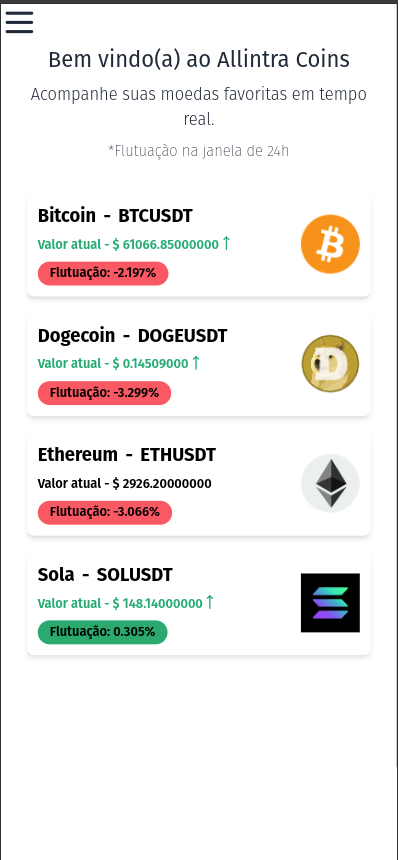 Bem vindo(a) ao Allintra Coins
Acompanhe suas moedas favoritas em tempo
real.
*Flutuação na janela de 24h
Bitcoin - BTCUSDT
Valor atual - $ 61066.85000000 ↑
Flutuação: -2.197%
Dogecoin - DOGEUSDT
Valor atual - $ 0.14509000 ↑
Flutuação: -3.299%
Ethereum - ETHUSDT
Valor atual - $ 2926.20000000
Flutuação: -3.066%
Sola - SOLUSDT
Valor atual - $ 148.14000000 ↑
Flutuação: 0.305%